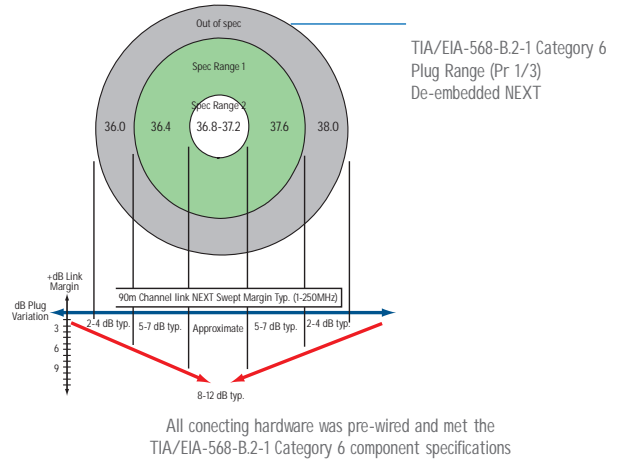 Out of spec
TIA/EIA-568-B.2-1 Category 6
Plug Range (Pr 1/3)
De-embedded NEXT
Spec Range 1
Spec Range 2
36.0 36.4 36.8-37.2 37.6 38.0
+dB Link
Margin
90m Channel link NEXT Swept Margin Typ. (1-250MHz)
dB Plug
Variation
2-4 dB typ. 5-7 dB typ. Approximate 5-7 dB typ. 2-4 dB typ.
3
6
9
8-12 dB typ.
All conecting hardware was pre-wired and met the
TIA/EIA-568-B.2-1 Category 6 component specifications